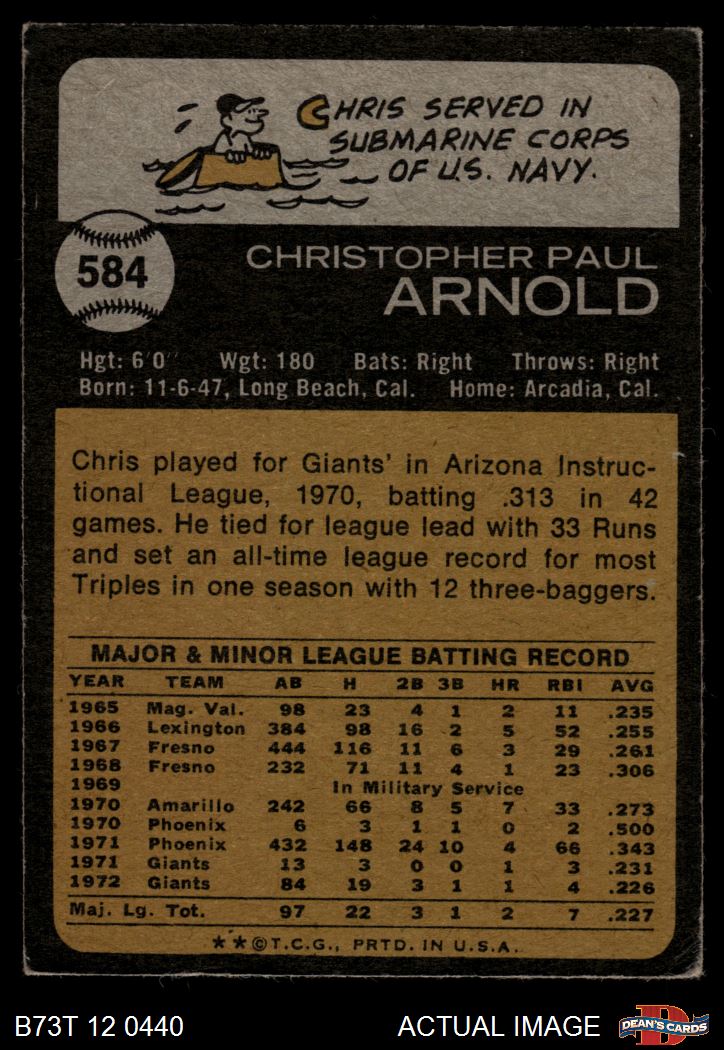 CHRIS SERVED IN
SUBMARINE CORPS
OF U.S. NAVY.
584
CHRISTOPHER PAUL
ARNOLD
Hgt: 6'0" Wgt: 180 Bats: Right Throws: Right
Born: 11-6-47, Long Beach, Cal. Home: Arcadia, Cal.
Chris played for Giants' in Arizona Instruc-
tional League, 1970, batting .313 in 42
games. He tied for league lead with 33 Runs
and set an all-time league record for most
Triples in one season with 12 three-baggers.
MAJOR & MINOR LEAGUE BATTING RECORD
YEAR TEAM AB H 2B 3B HR RBI AVG
1965 Mag. Val. 98 23 4 1 2 11 .235
1966 Lexington 384 98 16 2 5 52 .255
1967 Fresno 444 116 11 6 3 29 .261
1968 Fresno 232 71 11 4 1 23 .306
1969 In Military Service
1970 Amarillo 242 66 8 5 7 33 .273
1970 Phoenix 6 3 1 1 0 2 .500
1971 Phoenix 432 148 24 10 4 66 .343
1971 Giants 13 3 0 0 1 3 .231
1972 Giants 84 19 3 1 1 4 .226
Maj. Lg. Tot. 97 22 3 1 2 7 .227
**©T.C.G., PRTD. IN U.S.A.
B73T 12 0440 ACTUAL IMAGE D DEAN'S CARDS